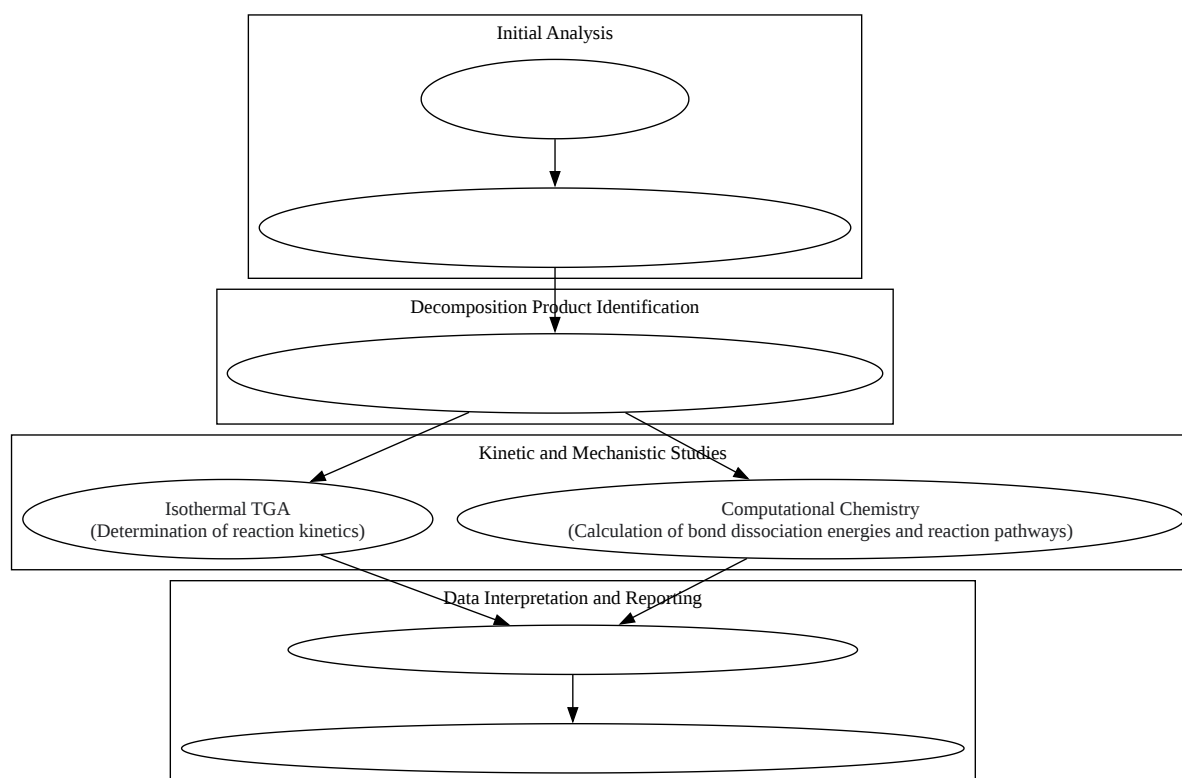 Initial Analysis
Decomposition Product Identification
Kinetic and Mechanistic Studies
Isothermal TGA
(Determination of reaction kinetics)
Computational Chemistry
(Calculation of bond dissociation energies and reaction pathways)
Data Interpretation and Reporting